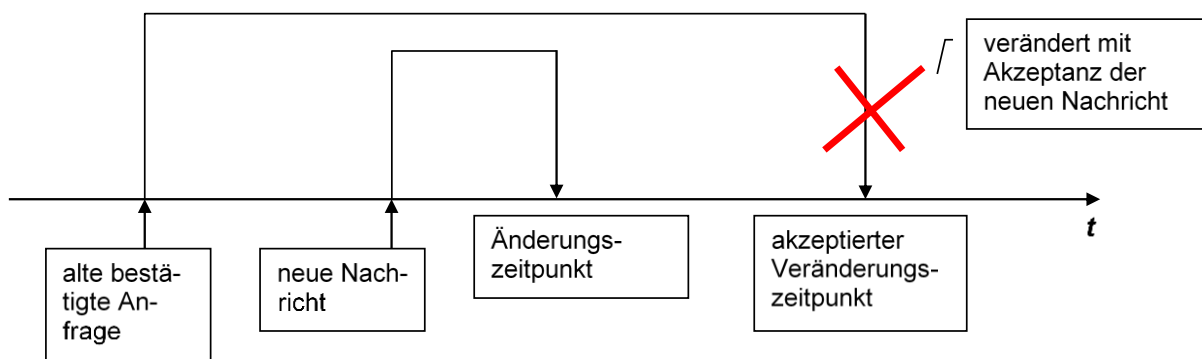 verändert mit
Akzeptanz der
neuen Nachricht
t
alte bestä-
tigte An-
frage
neue Nach-
richt
Änderungs-
zeitpunkt
akzeptierter
Veränderungs-
zeitpunkt